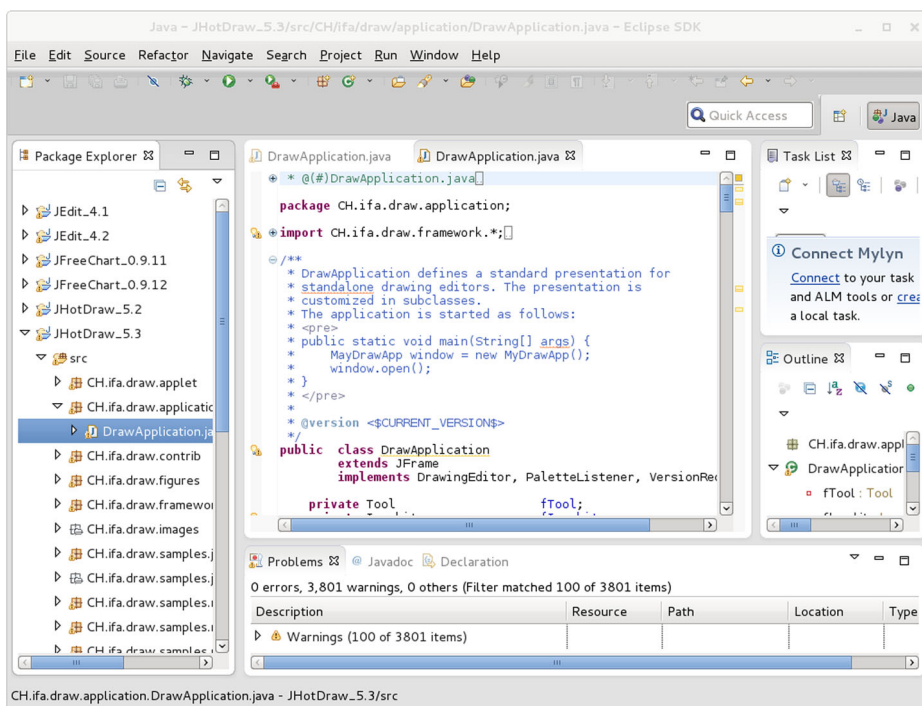 Java – JHotDraw_5.3/src/CH/ifa/draw/application/DrawApplication.java – Eclipse SDK
File Edit Source Refactor Navigate Search Project Run Window Help
Quick Access
Java
Package Explorer
JEdit_4.1
JEdit_4.2
JFreeChart_0.9.11
JFreeChart_0.9.12
JHotDraw_5.2
JHotDraw_5.3
src
CH.ifa.draw.applet
CH.ifa.draw.applicatic
DrawApplication.ja
CH.ifa.draw.contrib
CH.ifa.draw.figures
CH.ifa.draw.framewor
CH.ifa.draw.images
CH.ifa.draw.samples.j
CH.ifa.draw.samples.j
CH.ifa.draw.samples.
CH.ifa.draw.samples.
CH.ifa.draw.samples
DrawApplication.java DrawApplication.java
* @(#)DrawApplication.java
package CH.ifa.draw.application;
import CH.ifa.draw.framework.*;
/**
* DrawApplication defines a standard presentation for
* standalone drawing editors. The presentation is
* customized in subclasses.
* The application is started as follows:
* <pre>
* public static void main(String[] args) {
*     MayDrawApp window = new MyDrawApp();
*     window.open();
* }
* </pre>
*
* @version <$CURRENT_VERSION$>
*/
public class DrawApplication
extends JFrame
implements DrawingEditor, PaletteListener, VersionRe
private Tool fTool;
Task List
Connect Mylyn
Connect to your task
and ALM tools or crea
a local task.
Outline
CH.ifa.draw.appl
DrawApplication
fTool : Tool
Problems @ Javadoc Declaration
0 errors, 3,801 warnings, 0 others (Filter matched 100 of 3801 items)
Description Resource Path Location Type
Warnings (100 of 3801 items)
CH.ifa.draw.application.DrawApplication.java – JHotDraw_5.3/src